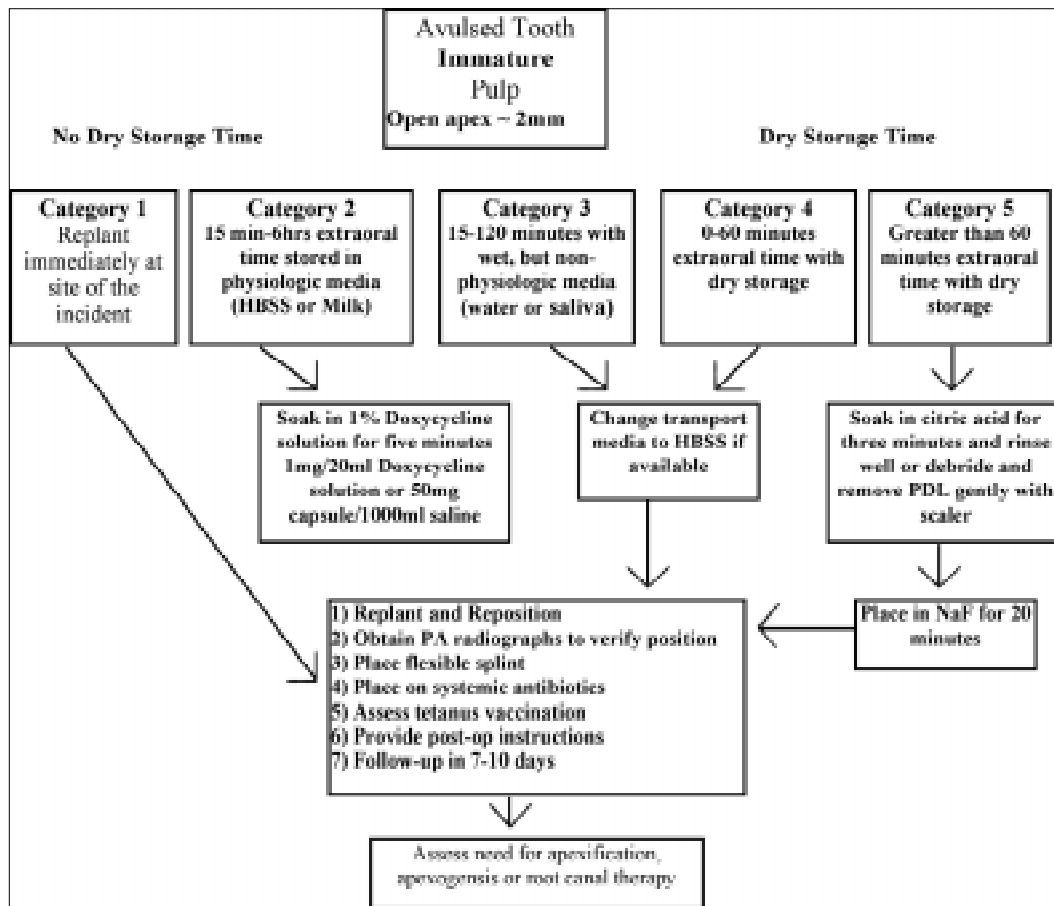 Avulsed Tooth
Immature
Pulp
Open apex ~ 2mm
No Dry Storage Time
Dry Storage Time
Category 1
Replant
immediately at
site of the
incident
Category 2
15 min-6hrs extraoral
time stored in
physiologic media
(HBSS or Milk)
Category 3
15-120 minutes with
wet, but non-
physiologic media
(water or saliva)
Category 4
0-60 minutes
extraoral time with
dry storage
Category 5
Greater than 60
minutes extraoral
time with dry
storage
Soak in 1% Doxycycline
solution for five minutes
1mg/20ml Doxycycline
solution or 50mg
capsule/1000ml saline
Change transport
media to HBSS if
available
Soak in citric acid for
three minutes and rinse
well or debride and
remove PDL gently with
scaler
Place in NaF for 20
minutes
1) Replant and Reposition
2) Obtain PA radiographs to verify position
3) Place flexible splint
4) Place on systemic antibiotics
5) Assess tetanus vaccination
6) Provide post-op instructions
7) Follow-up in 7-10 days
Assess need for apexification,
apexogensis or root canal therapy